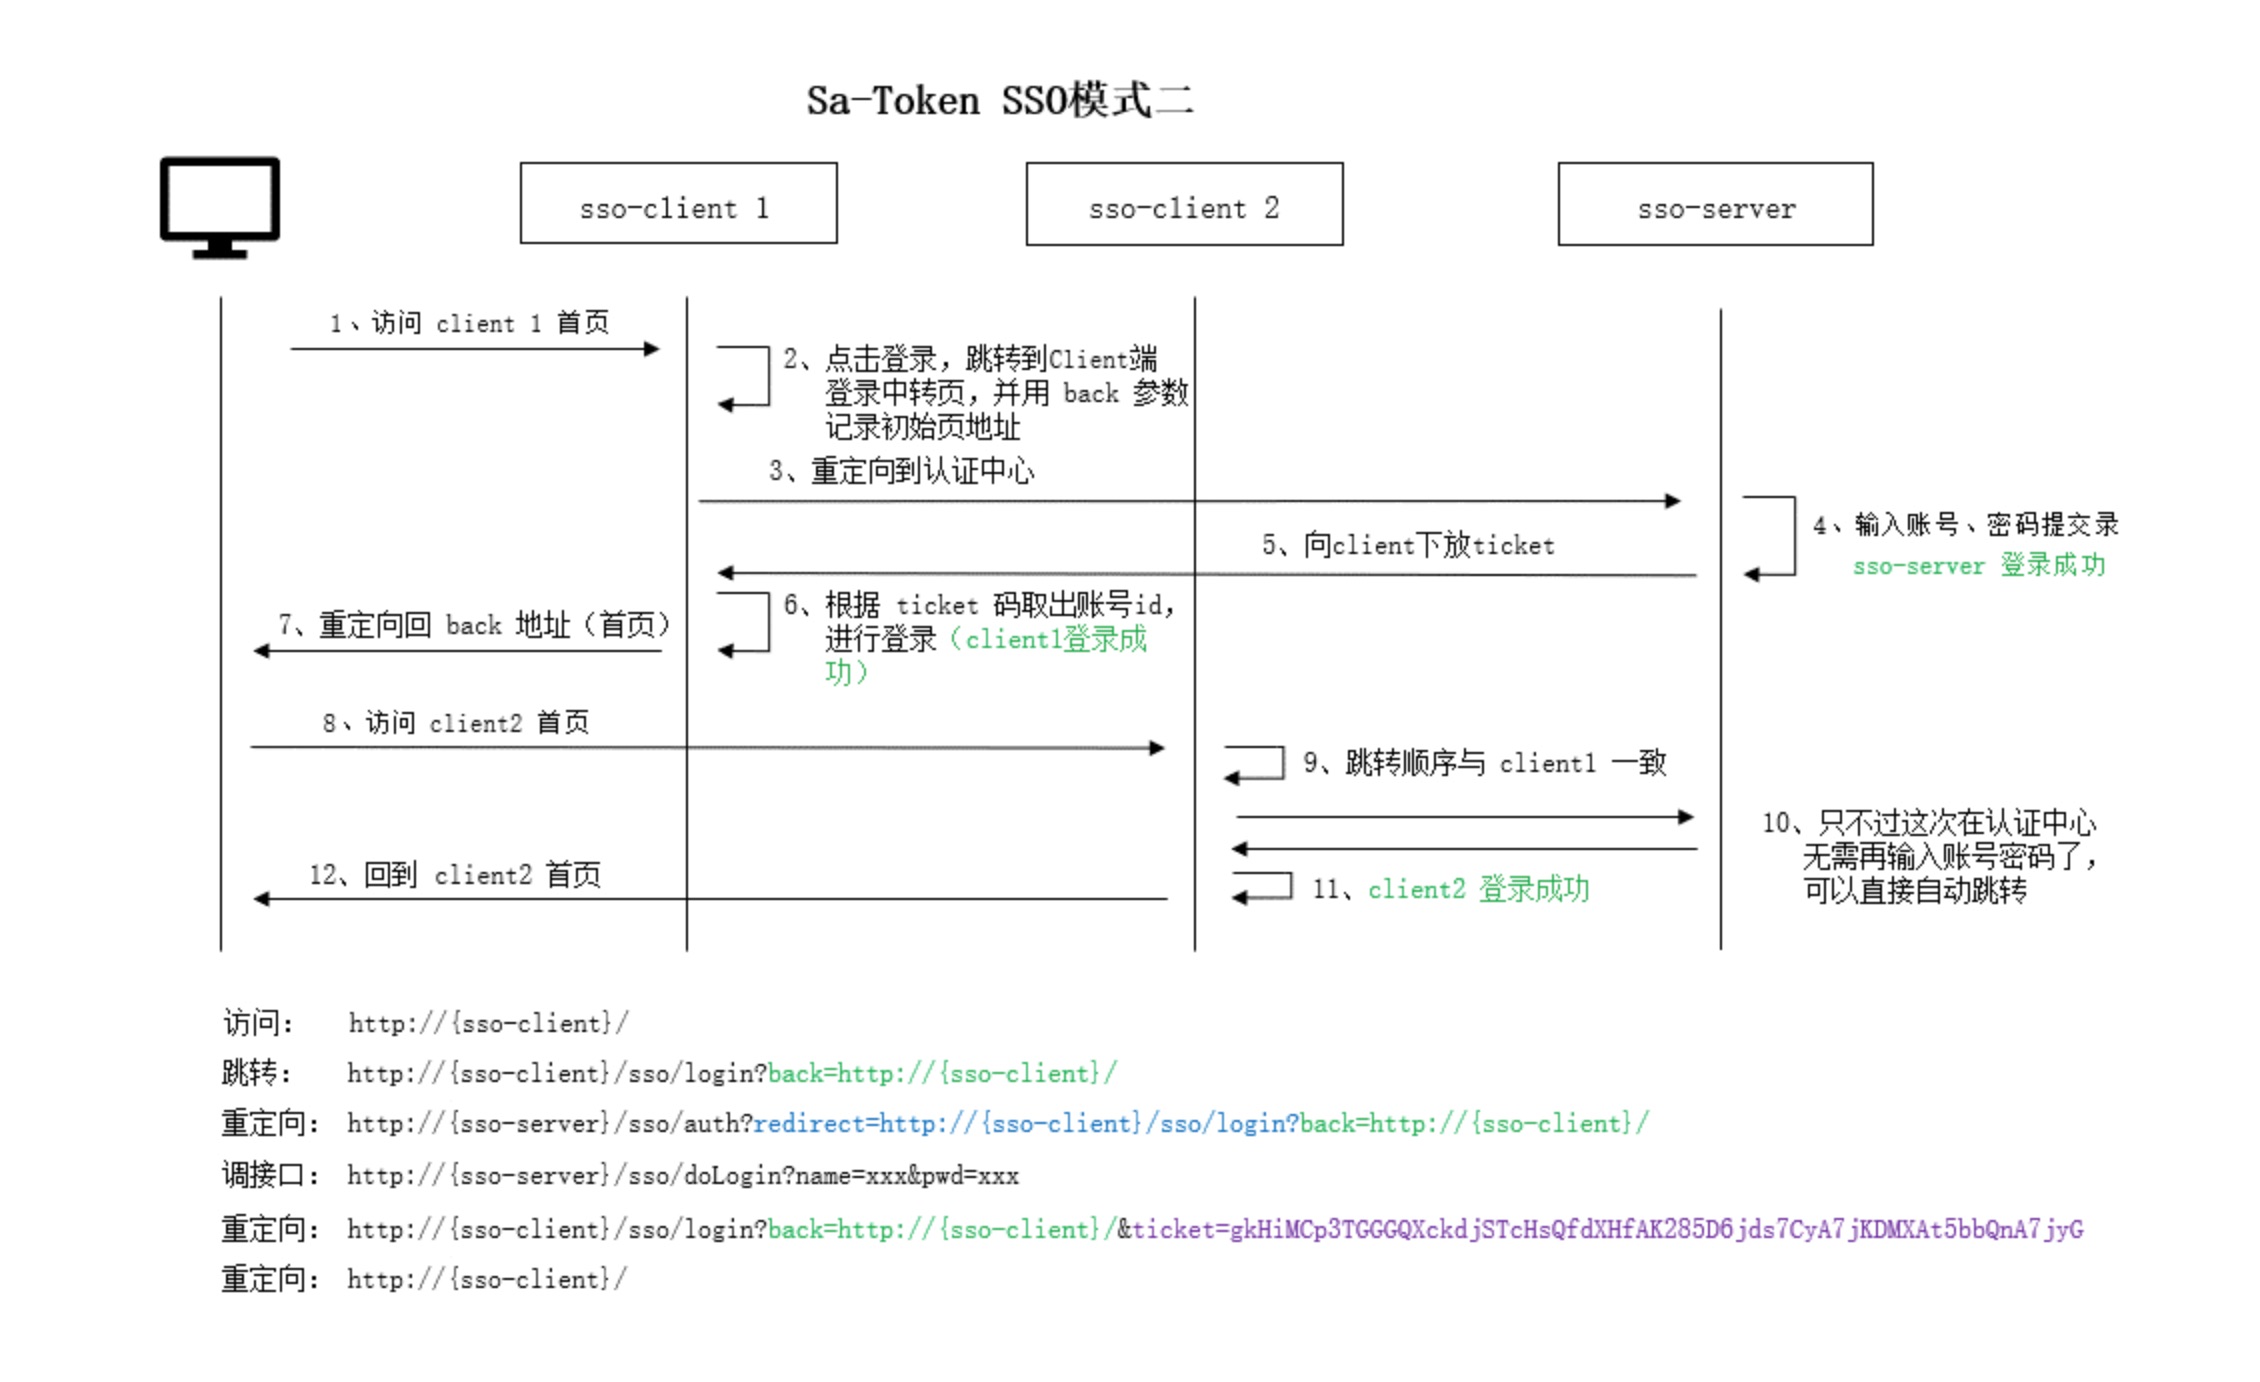 Sa-Token SSO模式二
sso-client 1
sso-client 2
sso-server
1、访问 client 1 首页
2、点击登录，跳转到Client端
登录中转页，并用 back 参数
记录初始页地址
3、重定向到认证中心
4、输入账号、密码提交录
sso-server 登录成功
5、向client下放ticket
6、根据 ticket 码取出账号id，
进行登录（client1登录成
功）
7、重定向回 back 地址（首页）
8、访问 client2 首页
9、跳转顺序与 client1 一致
10、只不过这次在认证中心
无需再输入账号密码了，
可以直接自动跳转
11、client2 登录成功
12、回到 client2 首页
访问： http://{sso-client}/
跳转： http://{sso-client}/sso/login?back=http://{sso-client}/
重定向： http://{sso-server}/sso/auth?redirect=http://{sso-client}/sso/login?back=http://{sso-client}/
调接口： http://{sso-server}/sso/doLogin?name=xxx&pwd=xxx
重定向： http://{sso-client}/sso/login?back=http://{sso-client}/&ticket=gkHiMCp3TGGGQXckdjSTcHsQfdXHfAK285D6jds7CyA7jKDMXAt5bbQnA7jyG
重定向： http://{sso-client}/